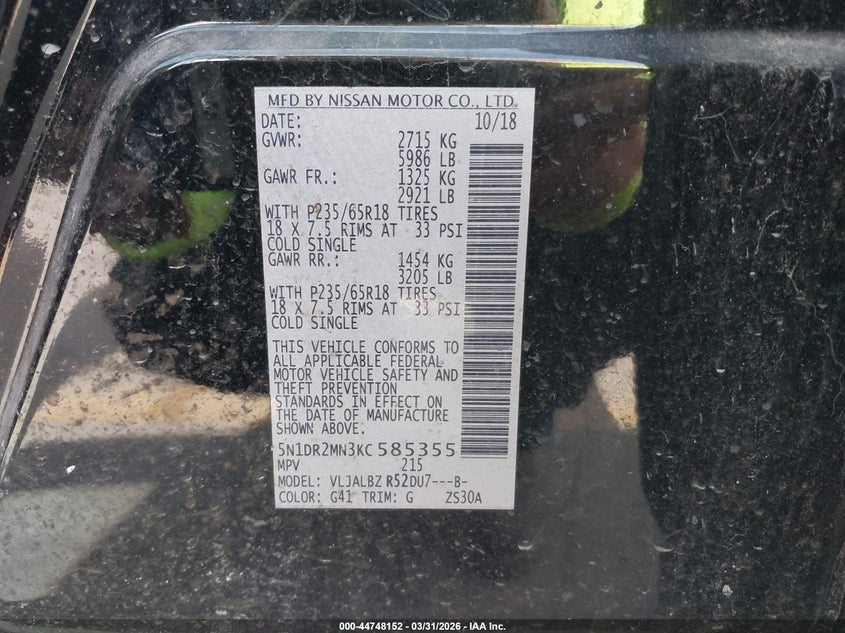 MFD BY NISSAN MOTOR CO., LTD.
DATE: 10/18
GVWR: 2715 KG
5986 LB
GAWR FR.: 1325 KG
2921 LB
WITH P235/65R18 TIRES
18 X 7.5 RIMS AT 33 PSI
COLD SINGLE
GAWR RR.: 1454 KG
3205 LB
WITH P235/65R18 TIRES
18 X 7.5 RIMS AT 33 PSI
COLD SINGLE
THIS VEHICLE CONFORMS TO
ALL APPLICABLE FEDERAL
MOTOR VEHICLE SAFETY AND
THEFT PREVENTION
STANDARDS IN EFFECT ON
THE DATE OF MANUFACTURE
SHOWN ABOVE.
5N1DR2MN3KC585355
MPV 215
MODEL: VLJALBZ R52DU7---B-
COLOR: G41 TRIM: G ZS30A
000-44748152 - 03/31/2026 - IAA Inc.